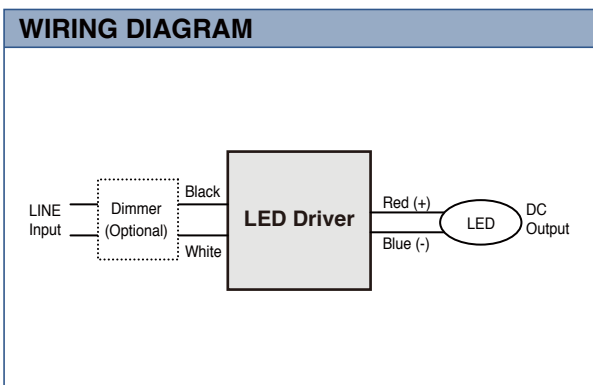 WIRING DIAGRAM
LINE
Input
Dimmer
(Optional)
Black
White
LED Driver
Red (+)
Blue (-)
LED
DC
Output